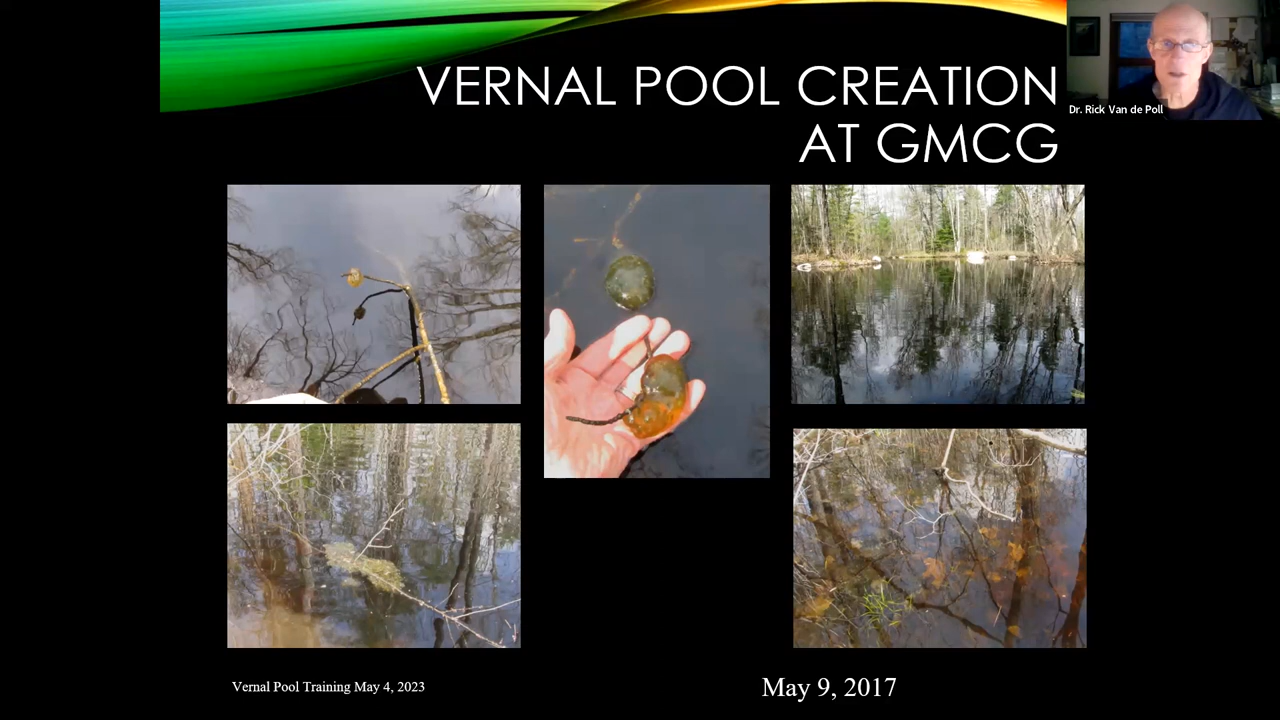 VERNAL POOL CREATION
AT GMCG
Dr. Rick Van de Poll
Vernal Pool Training May 4, 2023
May 9, 2017